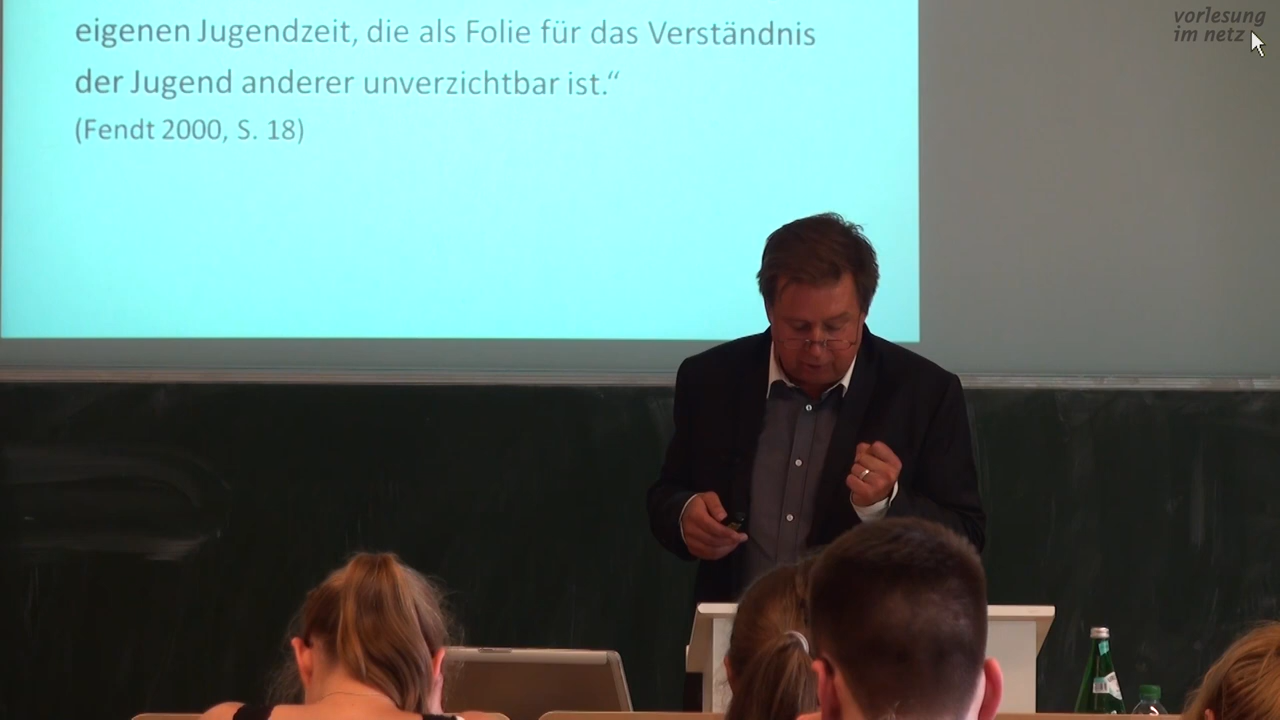 vorlesung
im netz
eigenen Jugendzeit, die als Folie für das Verständnis
der Jugend anderer unverzichtbar ist.“
(Fendt 2000, S. 18)